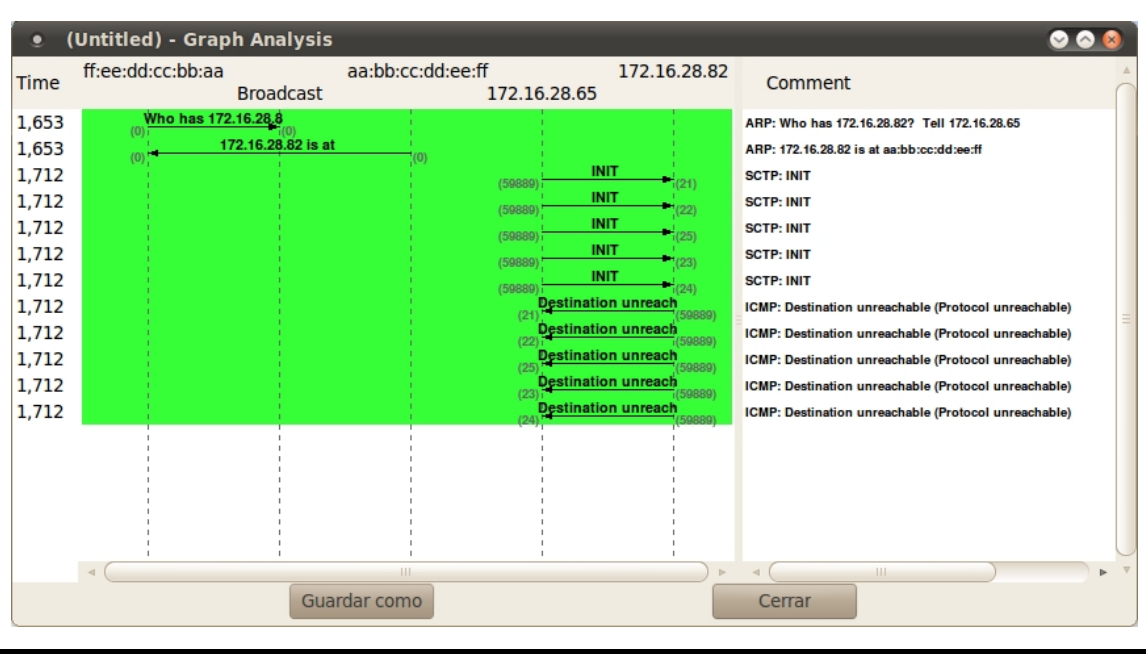 (Untitled) - Graph Analysis
Time
ff:ee:dd:cc:bb:aa aa:bb:cc:dd:ee:ff 172.16.28.82
Broadcast 172.16.28.65
Comment
1,653 Who has 172.16.28.8 ARP: Who has 172.16.28.82? Tell 172.16.28.65
(0) (0)
1,653 172.16.28.82 is at ARP: 172.16.28.82 is at aa:bb:cc:dd:ee:ff
(0) (0)
1,712 INIT SCTP: INIT
(59889) (21)
1,712 INIT SCTP: INIT
(59889) (22)
1,712 INIT SCTP: INIT
(59889) (25)
1,712 INIT SCTP: INIT
(59889) (23)
1,712 INIT SCTP: INIT
(59889) (24)
1,712 Destination unreach ICMP: Destination unreachable (Protocol unreachable)
(21) (59889)
1,712 Destination unreach ICMP: Destination unreachable (Protocol unreachable)
(22) (59889)
1,712 Destination unreach ICMP: Destination unreachable (Protocol unreachable)
(25) (59889)
1,712 Destination unreach ICMP: Destination unreachable (Protocol unreachable)
(23) (59889)
1,712 Destination unreach ICMP: Destination unreachable (Protocol unreachable)
(24) (59889)
Guardar como Cerrar